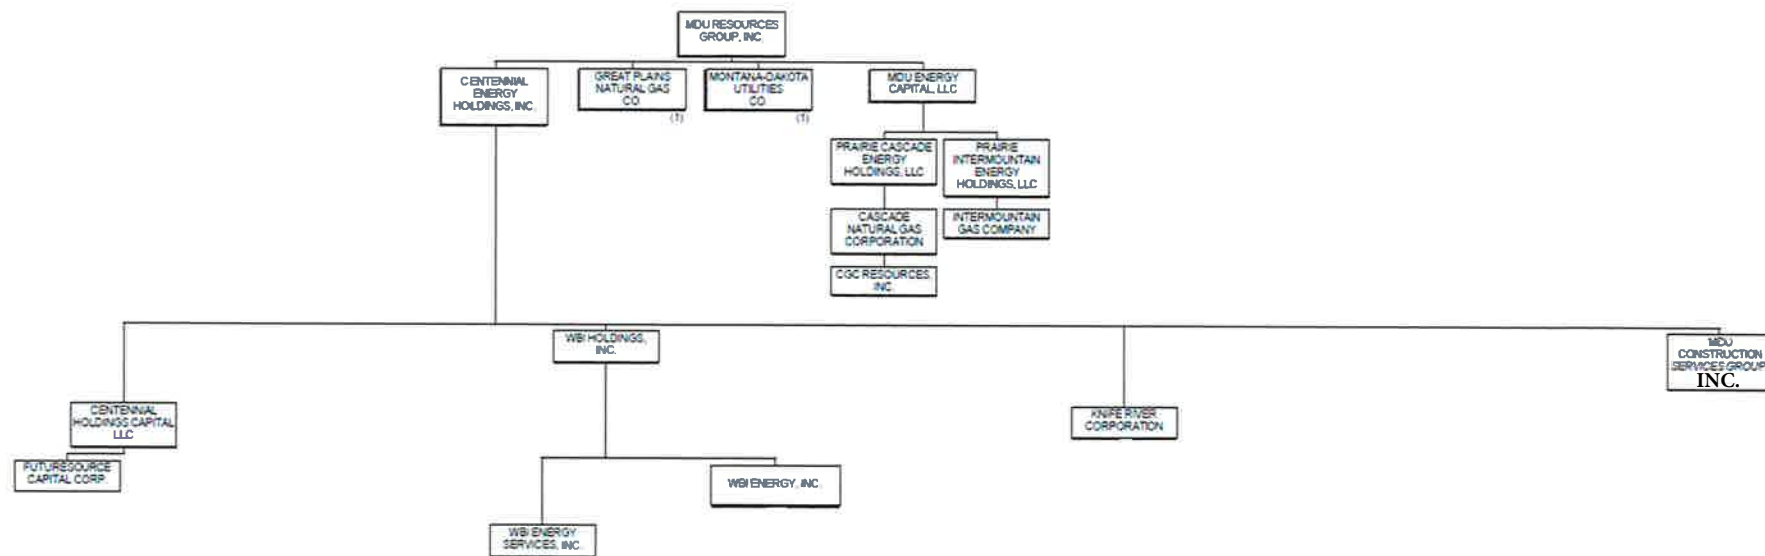 MDU RESOURCES
GROUP, INC.
CENTENNIAL
ENERGY
HOLDINGS, INC.
GREAT PLAINS
NATURAL GAS
CO.
(1)
MONTANA-DAKOTA
UTILITIES
CO.
(1)
MDU ENERGY
CAPITAL, LLC
PRAIRIE CASCADE
ENERGY
HOLDINGS, LLC
PRAIRIE
INTERMOUNTAIN
ENERGY
HOLDINGS, LLC
CASCADE
NATURAL GAS
CORPORATION
INTERMOUNTAIN
GAS COMPANY
CGC RESOURCES,
INC.
WBI HOLDINGS,
INC.
MDU
CONSTRUCTION
SERVICES GROUP
INC.
CENTENNIAL
HOLDINGS CAPITAL
LLC
KNIFE RIVER
CORPORATION
FUTURESOURCE
CAPITAL CORP.
WBI ENERGY, INC.
WBI ENERGY
SERVICES, INC.